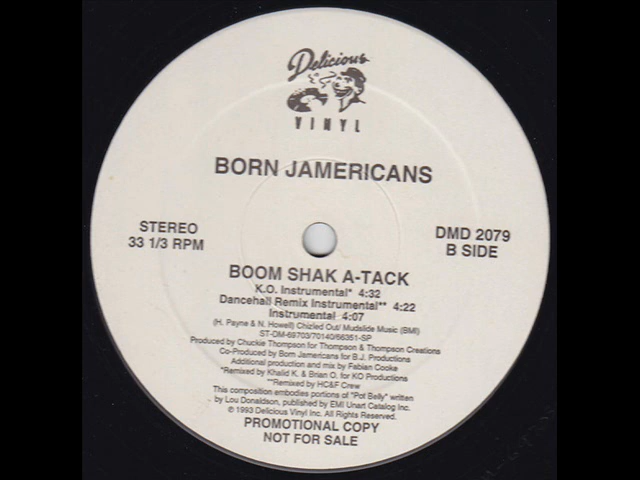 Delicious
VINYL
BORN JAMERICANS
STEREO
33 1/3 RPM
DMD 2079
B SIDE
BOOM SHAK A-TACK
K.O. Instrumental* 4:32
Dancehall Remix Instrumental** 4:22
Instrumental 4:07
(H. Payne & N. Howell) Chizled Out/ Mudslide Music (BMI)
ST-DM-69703/70140/66351-SP
Produced by Chuckie Thompson for Thompson & Thompson Creations
Co-Produced by Born Jamericans for B.J. Productions
Additional production and mix by Fabian Cooke
*Remixed by Khalid K. & Brian O. for KO Productions
**Remixed by HC&F Crew
This composition embodies portions of "Pot Belly" written
by Lou Donaldson, published by EMI Unart Catalog Inc.
℗ 1993 Delicious Vinyl Inc. All Rights Reserved.
PROMOTIONAL COPY
NOT FOR SALE